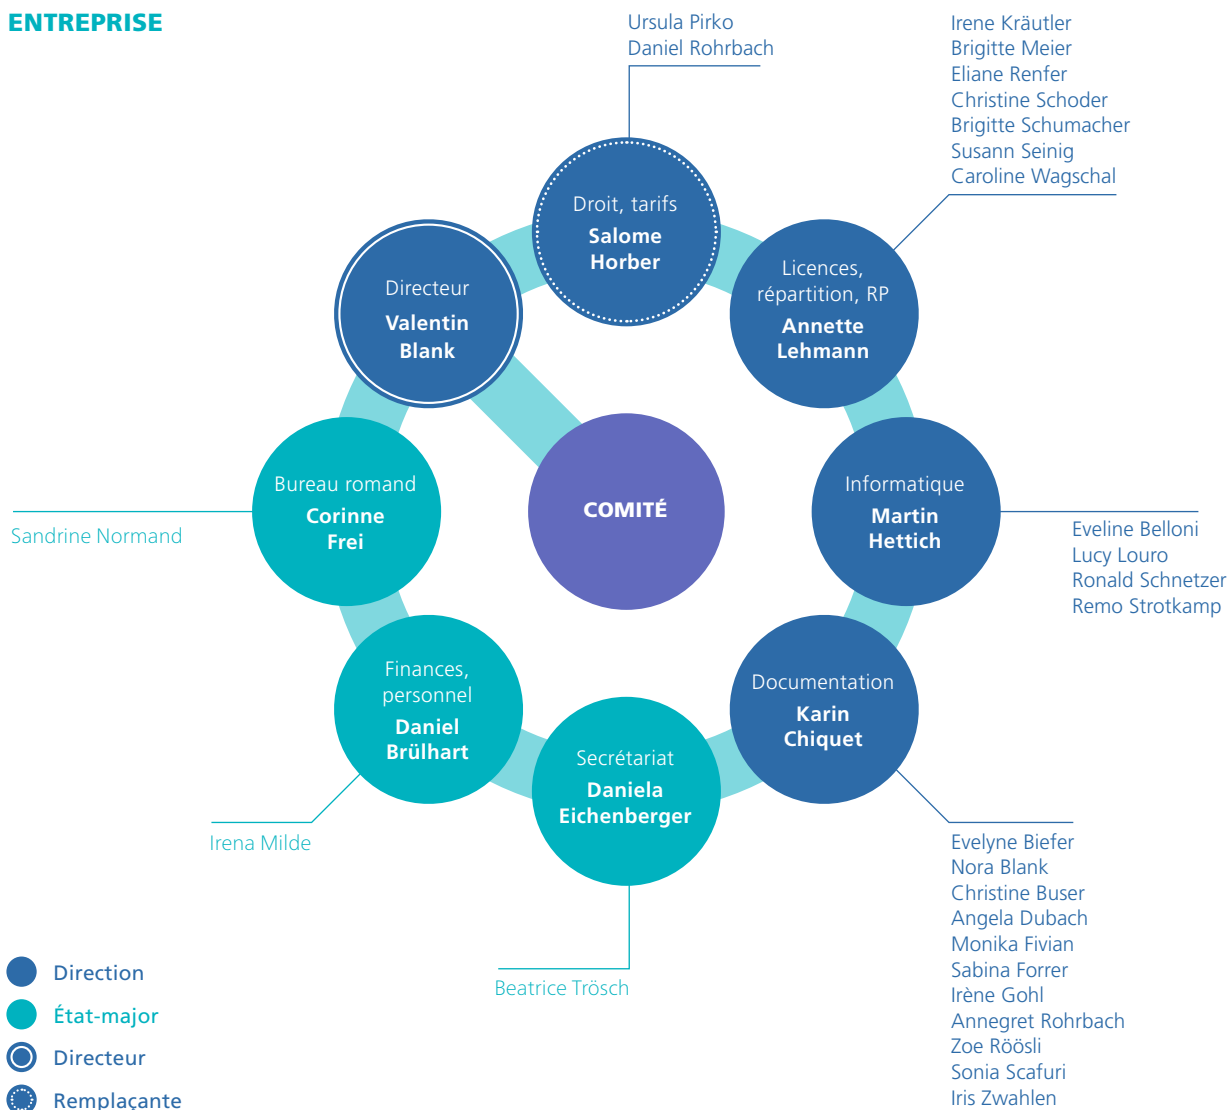 ENTREPRISE
Ursula Pirko
Daniel Rohrbach
Irene Kräutler
Brigitte Meier
Eliane Renfer
Christine Schoder
Brigitte Schumacher
Susann Seinig
Caroline Wagschal
Droit, tarifs
Salome
Horber
Licences,
répartition, RP
Annette
Lehmann
Directeur
Valentin
Blank
Bureau romand
Corinne
Frei
COMITÉ
Informatique
Martin
Hettich
Sandrine Normand
Eveline Belloni
Lucy Louro
Ronald Schnetzer
Remo Strotkamp
Finances,
personnel
Daniel
Brülhart
Documentation
Karin
Chiquet
Secrétariat
Daniela
Eichenberger
Irena Milde
Beatrice Trösch
Evelyne Biefer
Nora Blank
Christine Buser
Angela Dubach
Monika Fivian
Sabina Forrer
Irène Gohl
Annegret Rohrbach
Zoe Röösli
Sonia Scafuri
Iris Zwahlen
Direction
État-major
Directeur
Remplaçante